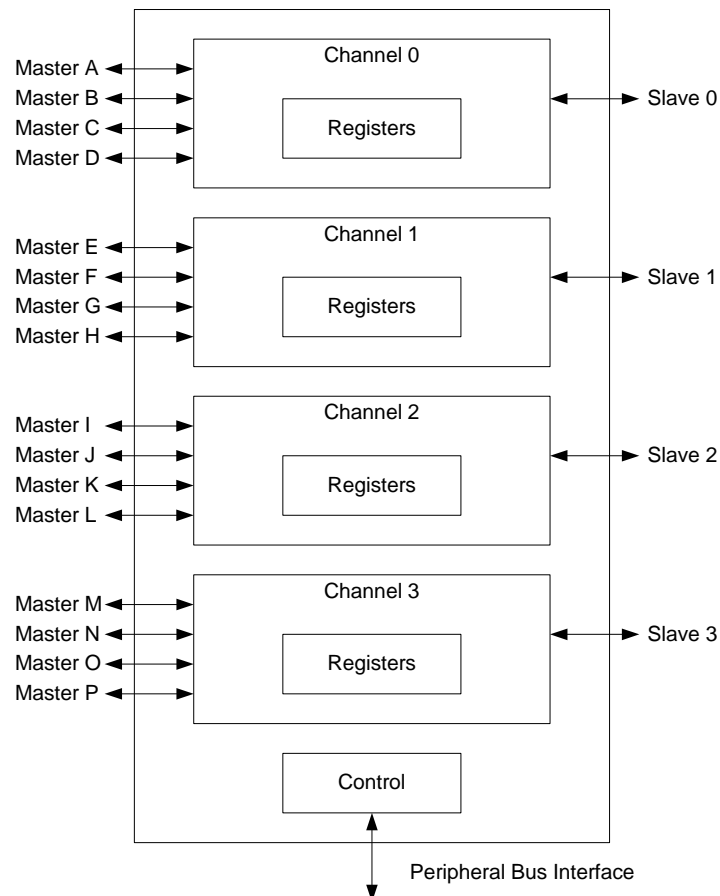 Channel 0
Master A
Master B
Master C
Master D
Registers
Slave 0
Channel 1
Master E
Master F
Master G
Master H
Registers
Slave 1
Channel 2
Master I
Master J
Master K
Master L
Registers
Slave 2
Channel 3
Master M
Master N
Master O
Master P
Registers
Slave 3
Control
Peripheral Bus Interface